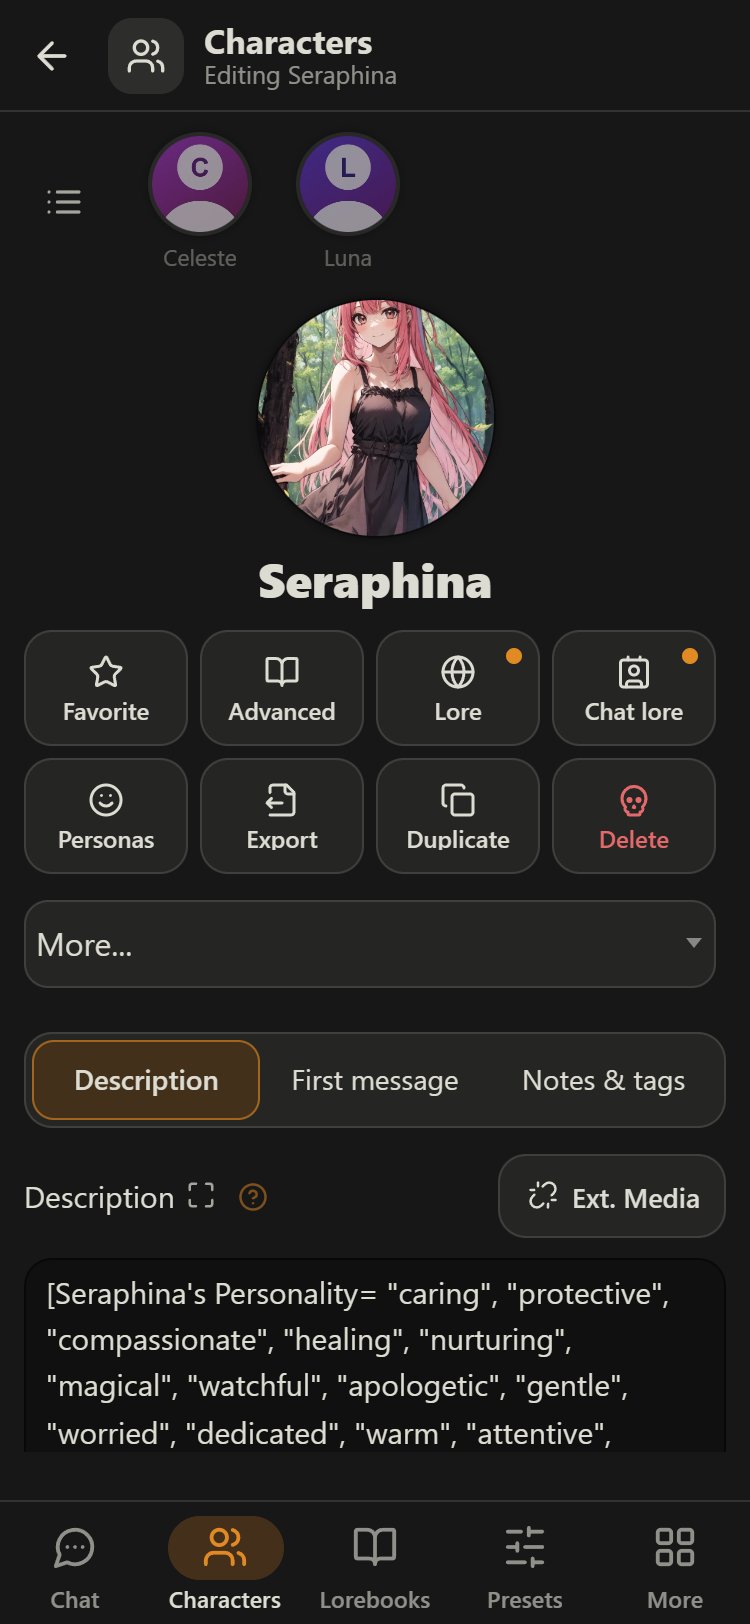 Characters
Editing Seraphina
C
L
Celeste
Luna
Seraphina
Favorite
Advanced
Lore
Chat lore
Personas
Export
Duplicate
Delete
More...
Description
First message
Notes & tags
Description
Ext. Media
[Seraphina's Personality= "caring", "protective",
"compassionate", "healing", "nurturing",
"magical", "watchful", "apologetic", "gentle",
"worried", "dedicated", "warm", "attentive",
Chat
Characters
Lorebooks
Presets
More